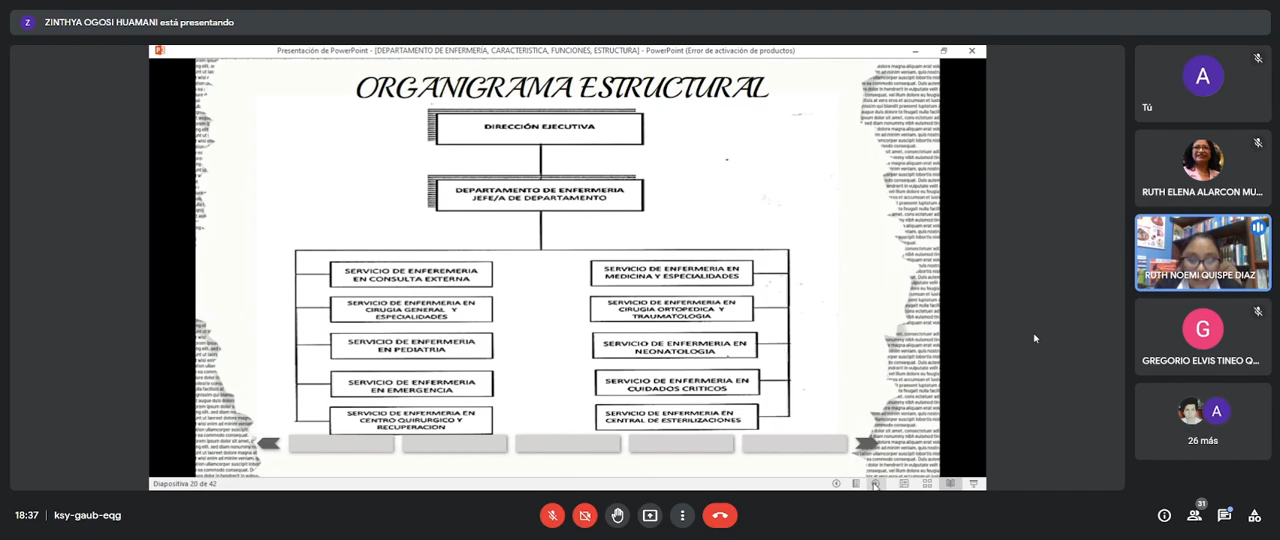 Z ZINTHYA OGOSI HUAMANI está presentando
Presentación de PowerPoint - [DEPARTAMENTO DE ENFERMERÍA, CARACTERISTICA, FUNCIONES, ESTRUCTURA] - PowerPoint (Error de activación de productos)
ORGANIGRAMA ESTRUCTURAL
DIRECCIÓN EJECUTIVA
DEPARTAMENTO DE ENFERMERIA
JEFE/A DE DEPARTAMENTO
SERVICIO DE ENFEREMERIA
EN CONSULTA EXTERNA
SERVICIO DE ENFERMERIA EN
CIRUGIA GENERAL Y
ESPECIALIDADES
SERVICIO DE ENFERMERIA
EN PEDIATRIA
SERVICIO DE ENFERMERIA
EN EMERGENCIA
SERVICIO DE ENFERMERIA EN
CENTRO QUIRURGICO Y
RECUPERACION
SERVICIO DE ENFERMERIA EN
MEDICINA Y ESPECIALIDADES
SERVICIO DE ENFERMERIA EN
CIRUGIA ORTOPEDICA Y
TRAUMATOLOGIA
SERVICIO DE ENFERMERIA EN
NEONATOLOGIA
SERVICIO DE ENFERMERIA EN
CUIDADOS CRITICOS
SERVICIO DE ENFERMERIA EN
CENTRAL DE ESTERILIZACIONES
Diapositiva 20 de 42
A
Tú
RUTH ELENA ALARCON MU...
RUTH NOEMI QUISPE DIAZ
G
GREGORIO ELVIS TINEO Q...
A
26 más
18:37 ksy-gaub-eqg
31